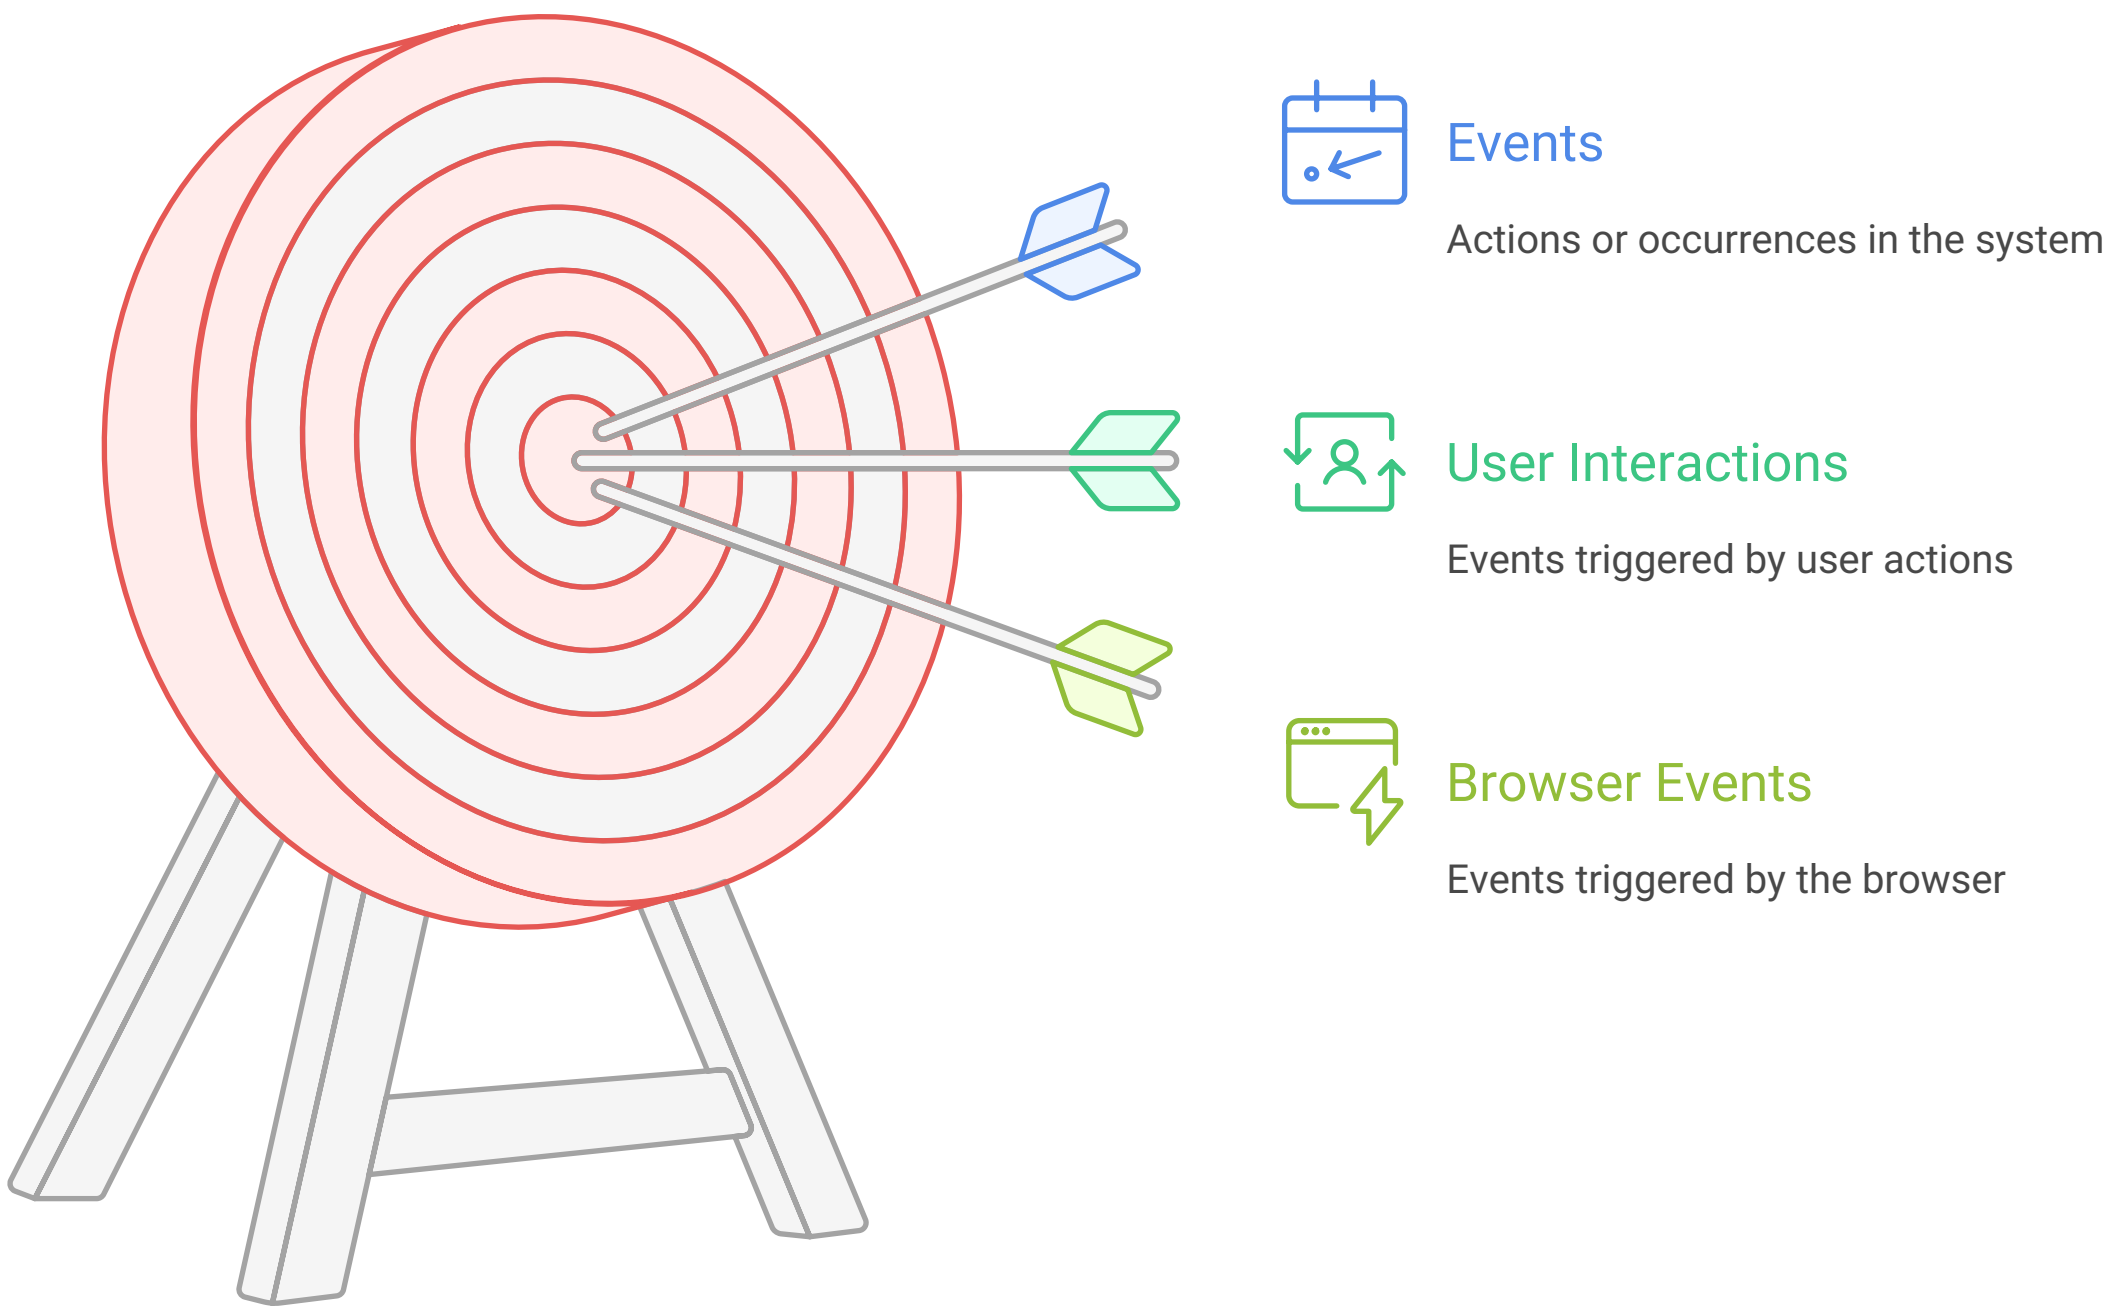 Events
Actions or occurrences in the system
User Interactions
Events triggered by user actions
Browser Events
Events triggered by the browser